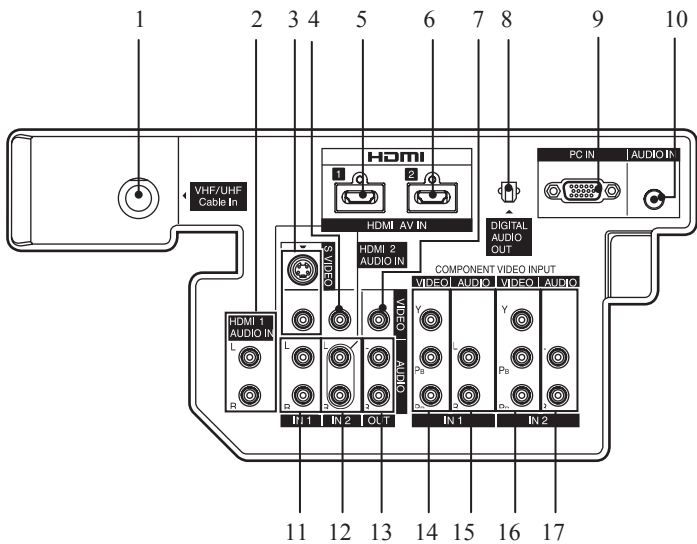 1 2 3 4 5 6 7 8 9 10
HDMI
1 2
HDMI AV IN
PC IN AUDIO IN
VHF/UHF
Cable In
DIGITAL
AUDIO
OUT
S VIDEO
HDMI 2
AUDIO IN
COMPONENT VIDEO INPUT
VIDEO AUDIO VIDEO AUDIO
HDMI 1
AUDIO IN
VIDEO
AUDIO
Y Y
L L L L
PB PB
R R R
IN 1 IN 2 OUT IN 1 IN 2
11 12 13 14 15 16 17